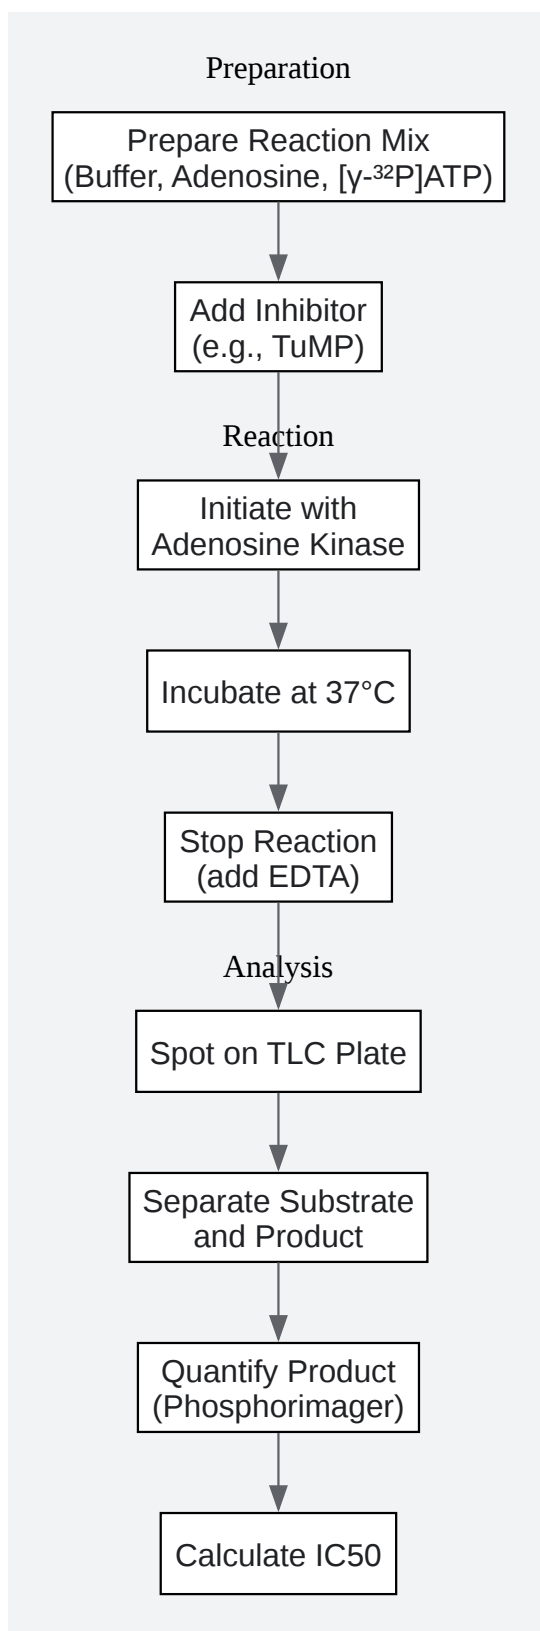 Preparation
Prepare Reaction Mix
(Buffer, Adenosine, [γ-³²P]ATP)
Add Inhibitor
(e.g., TuMP)
Reaction
Initiate with
Adenosine Kinase
Incubate at 37°C
Stop Reaction
(add EDTA)
Analysis
Spot on TLC Plate
Separate Substrate
and Product
Quantify Product
(Phosphorimager)
Calculate IC50